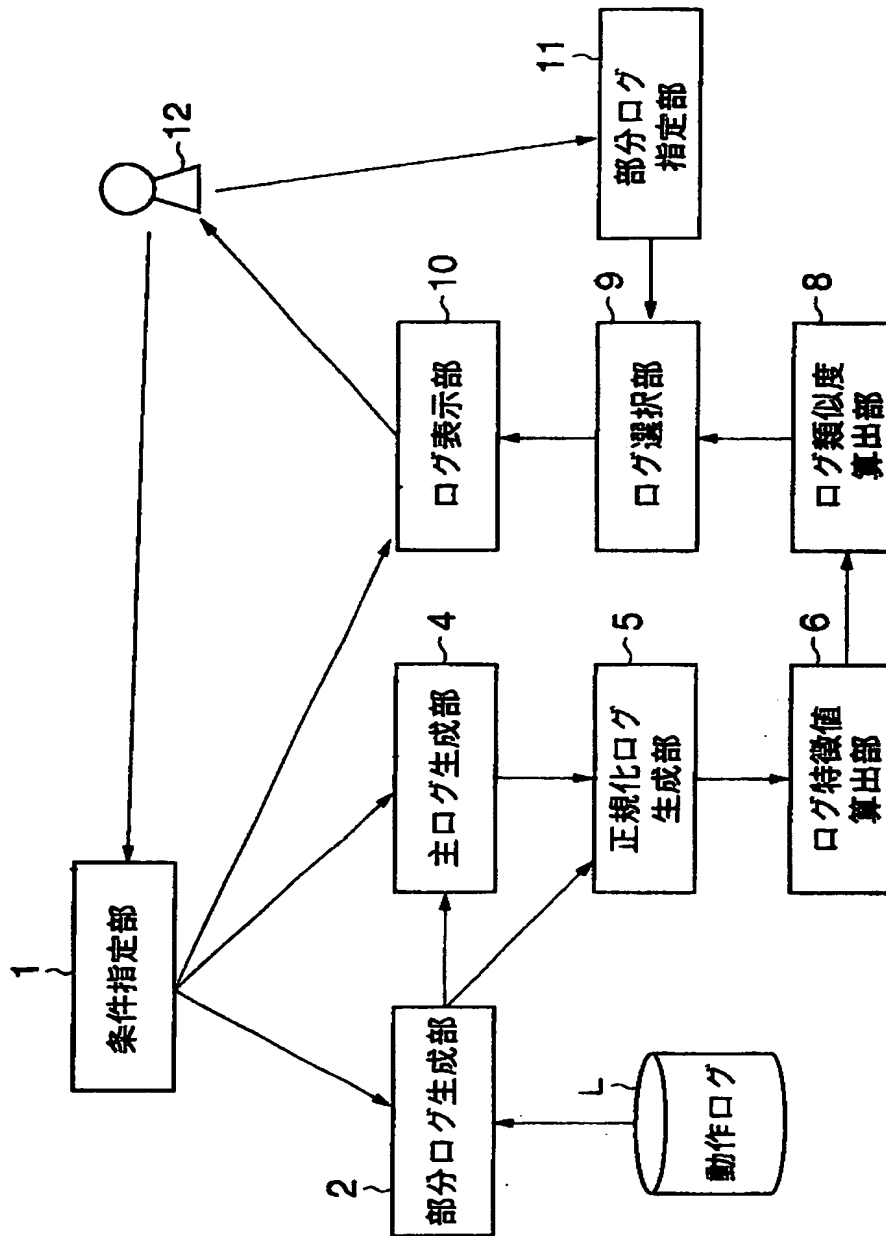 1
条件指定部
12
2
部分ログ生成部
4
主ログ生成部
10
ログ表示部
L
動作ログ
5
正規化ログ
生成部
9
ログ選択部
11
部分ログ
指定部
6
ログ特徴値
算出部
8
ログ類似度
算出部